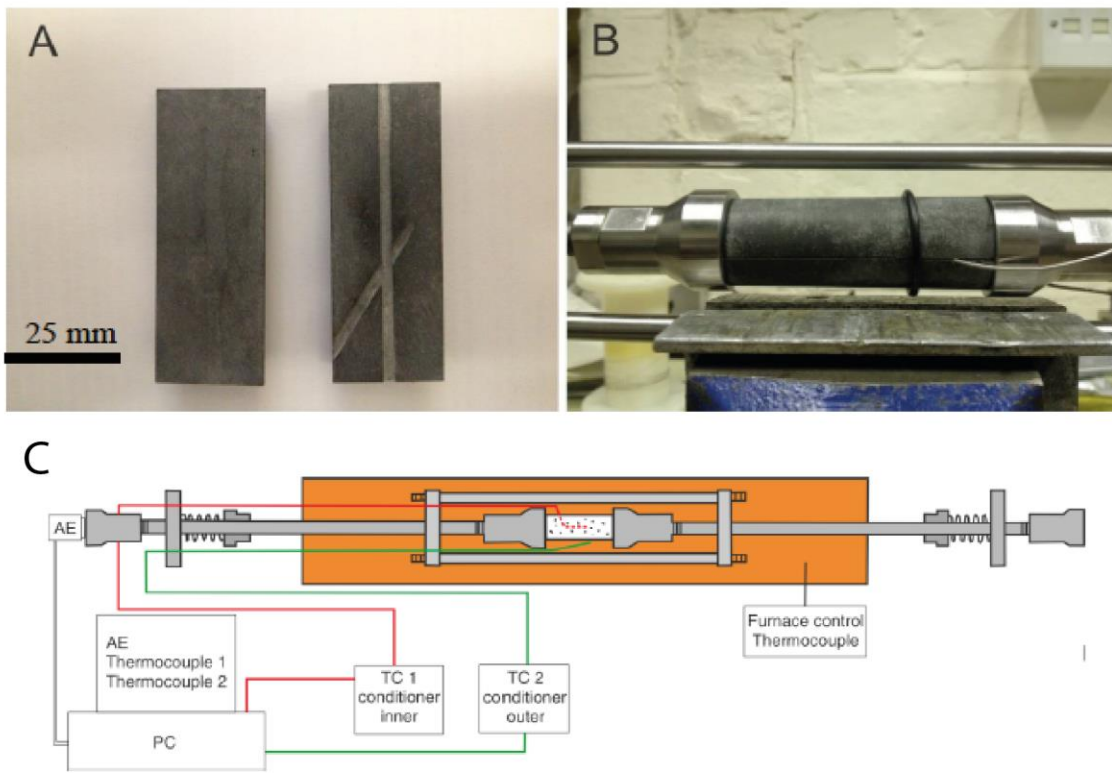 A
B
25 mm
C
AE
AE
Thermocouple 1
Thermocouple 2
PC
TC 1
conditioner
inner
TC 2
conditioner
outer
Furnace control
Thermocouple